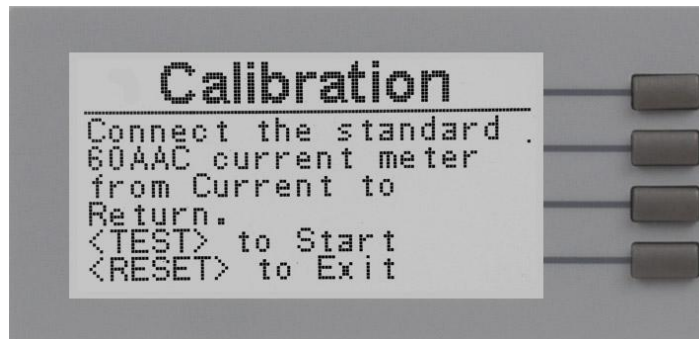 Calibration
Connect the standard .
60AAC current meter
from Current to
Return.
<TEST> to Start
<RESET> to Exit